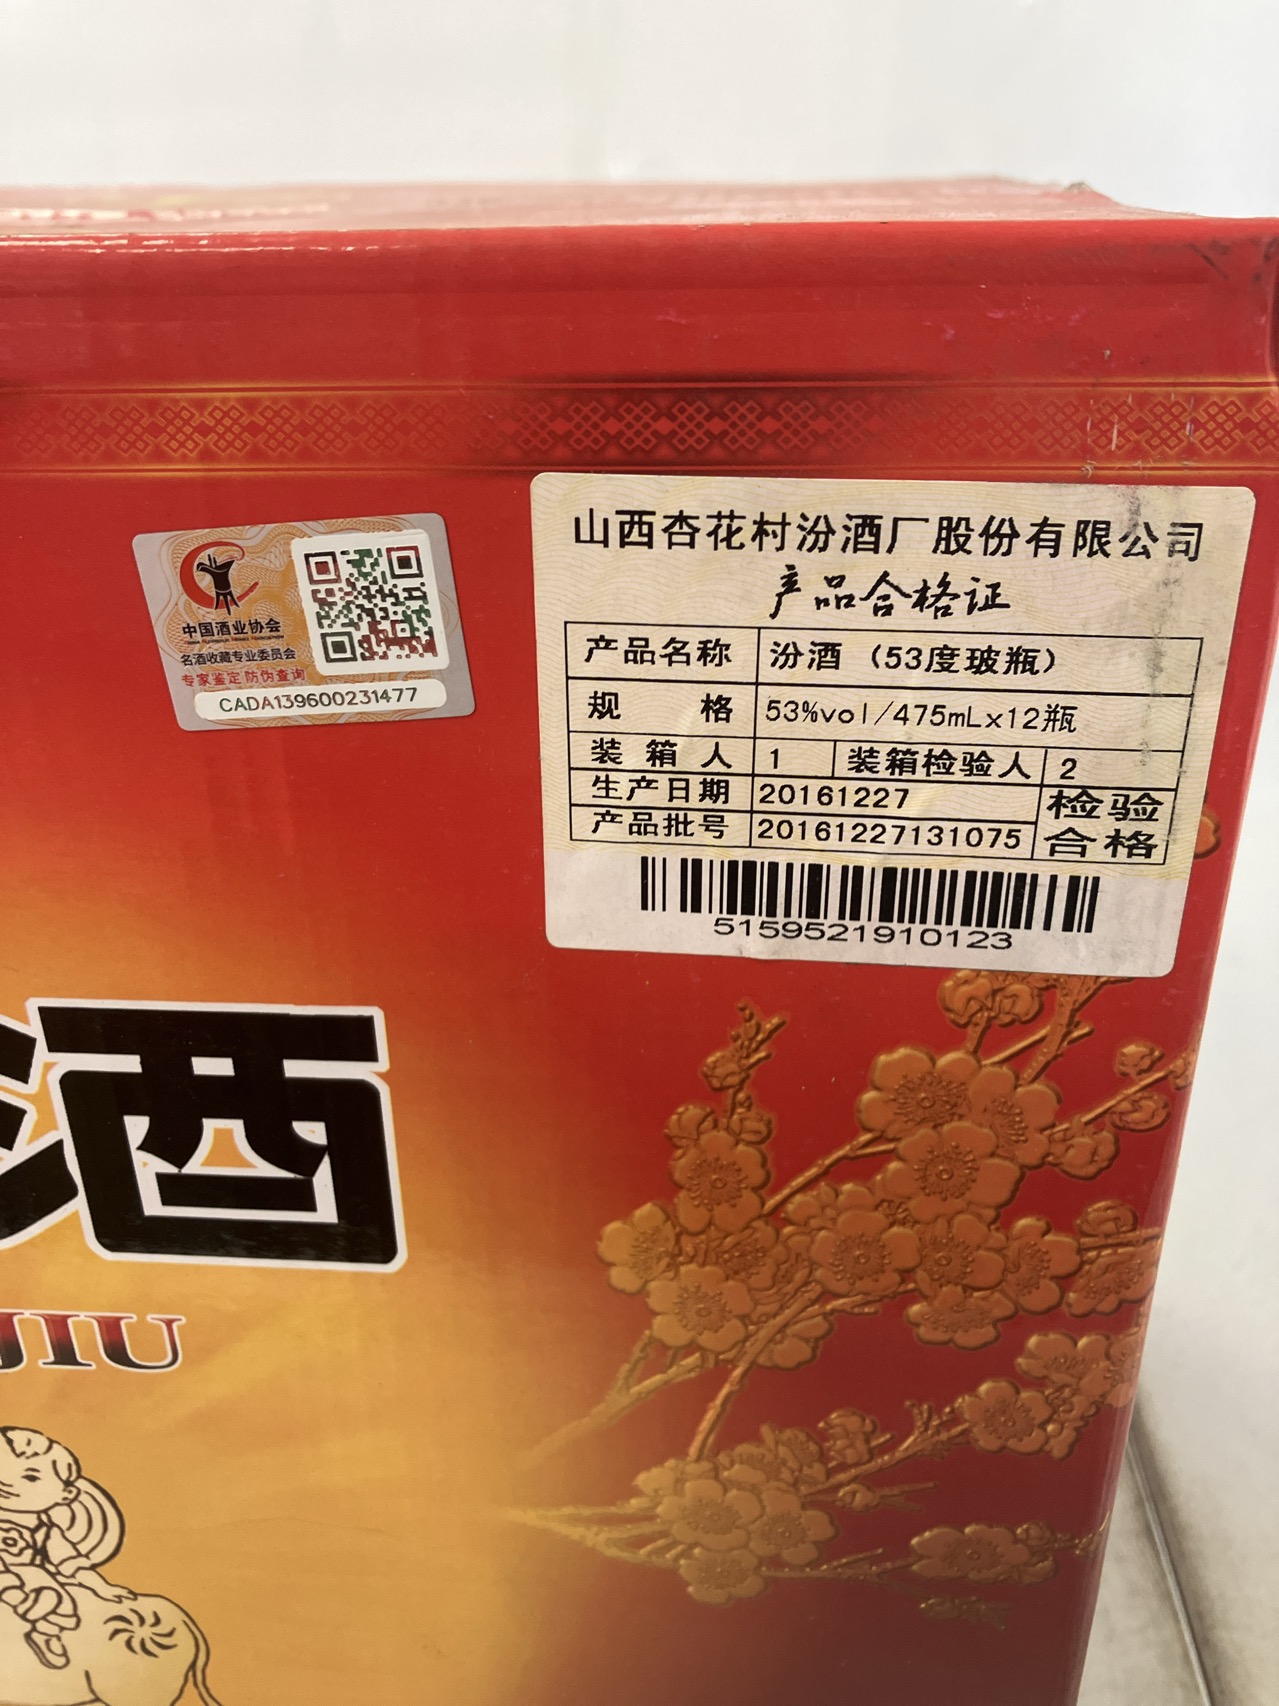 中国酒业协会
名酒收藏专业委员会
专家鉴定 防伪查询
CADA139600231477
山西杏花村汾酒厂股份有限公司
产品合格证
产品名称 汾酒（53度玻瓶）
规 格 53%vol/475mLx12瓶
装箱人 1 装箱检验人 2
生产日期 20161227 检验
产品批号 20161227131075 合格
5159521910123
酒
JIU